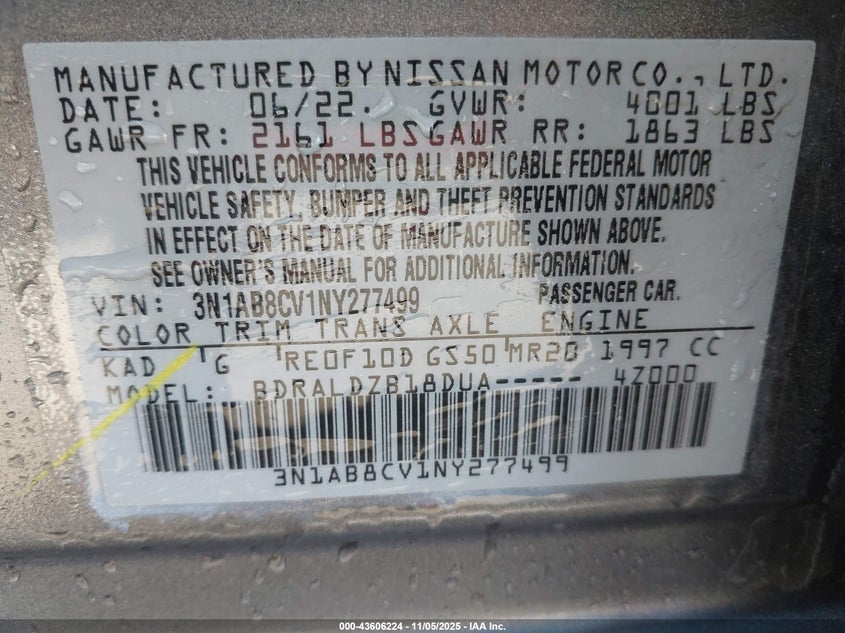 MANUFACTURED BY NISSAN MOTOR CO., LTD.
DATE: 06/22. GVWR: 4001 LBS
GAWR FR: 2161 LBS GAWR RR: 1863 LBS
THIS VEHICLE CONFORMS TO ALL APPLICABLE FEDERAL MOTOR
VEHICLE SAFETY, BUMPER AND THEFT PREVENTION STANDARDS
IN EFFECT ON THE DATE OF MANUFACTURE SHOWN ABOVE.
SEE OWNER'S MANUAL FOR ADDITIONAL INFORMATION.
VIN: 3N1AB8CV1NY277499 PASSENGER CAR.
COLOR TRIM TRANS AXLE ENGINE
KAD G RE0F10D GS50 MR20 1997 CC
MODEL: BDRALDZB18DUA----- 4Z000
3N1AB8CV1NY277499
000-43606224 - 11/05/2025 - IAA Inc.